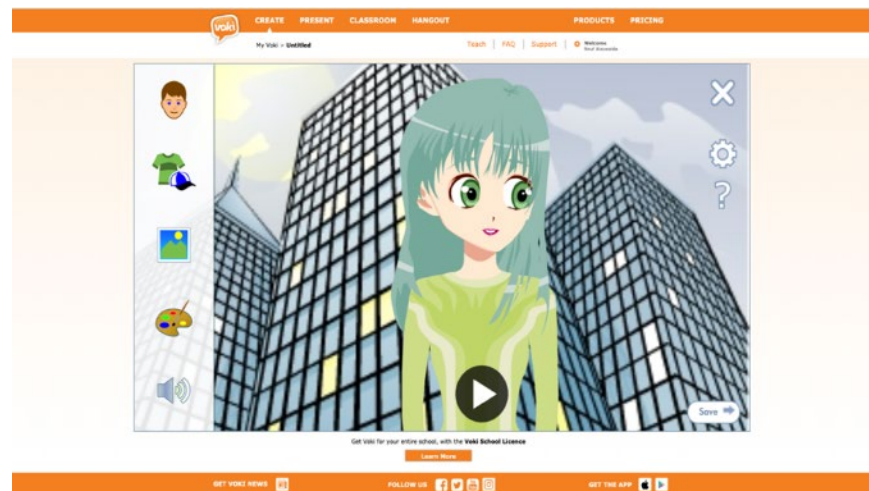 voki
CREATE PRESENT CLASSROOM HANGOUT PRODUCTS PRICING
My Voki > Untitled Teach | FAQ | Support | Welcome
?
Save
Get Voki for your entire school, with the Voki School Licence
Learn More
GET VOKI NEWS FOLLOW US GET THE APP